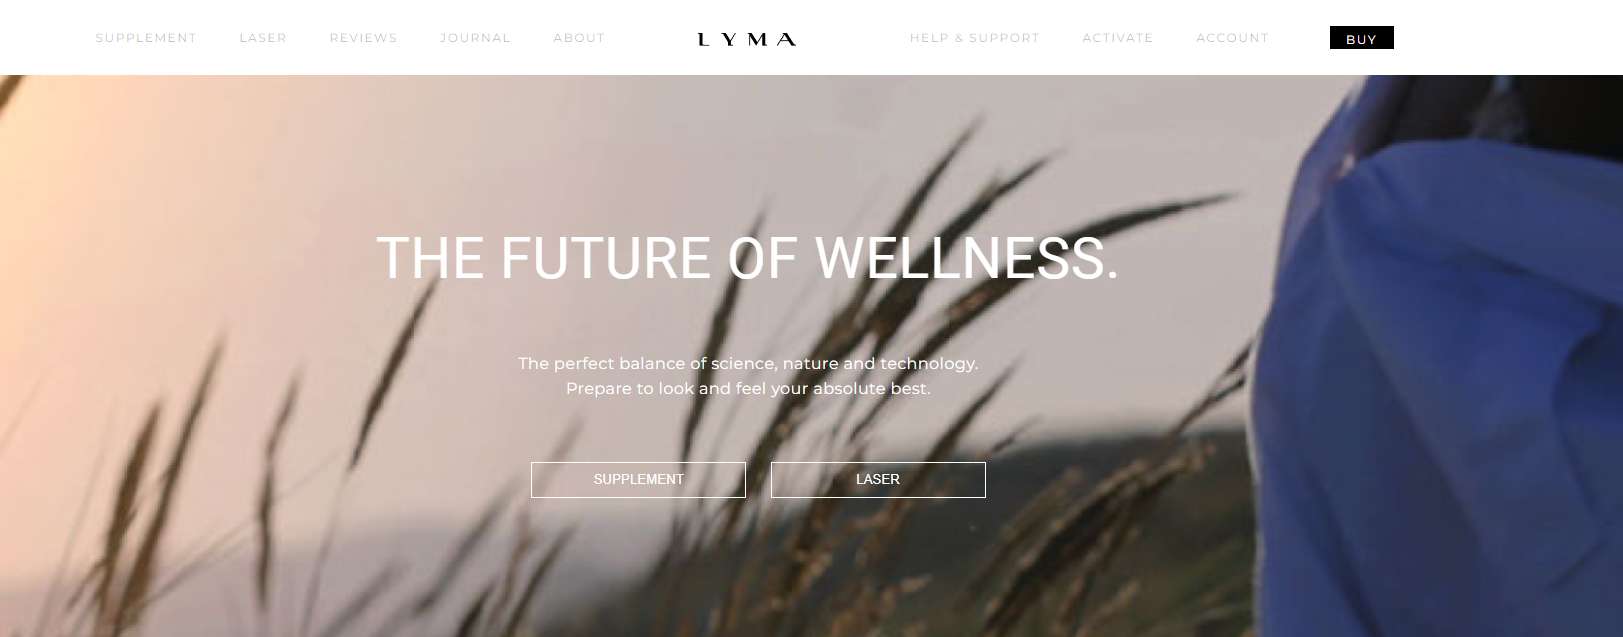 SUPPLEMENT LASER REVIEWS JOURNAL ABOUT LYMA HELP & SUPPORT ACTIVATE ACCOUNT BUY
THE FUTURE OF WELLNESS.
The perfect balance of science, nature and technology.
Prepare to look and feel your absolute best.
SUPPLEMENT LASER